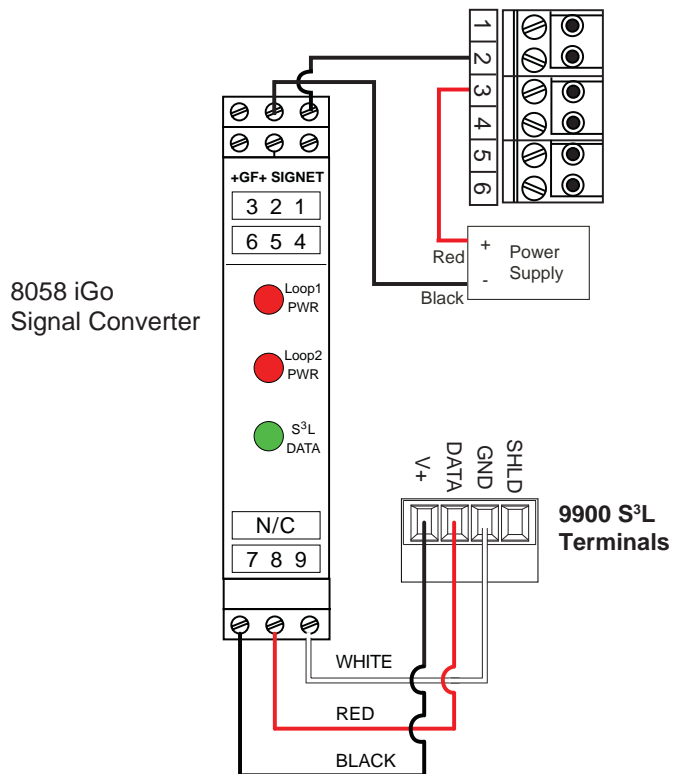 1
2
3
4
5
6
+GF+ SIGNET
3 2 1
6 5 4
Red
+
-
Power
Supply
Black
8058 iGo
Signal Converter
Loop1
PWR
Loop2
PWR
S³L
DATA
V+
DATA
GND
SHLD
9900 S³L
Terminals
N/C
7 8 9
WHITE
RED
BLACK